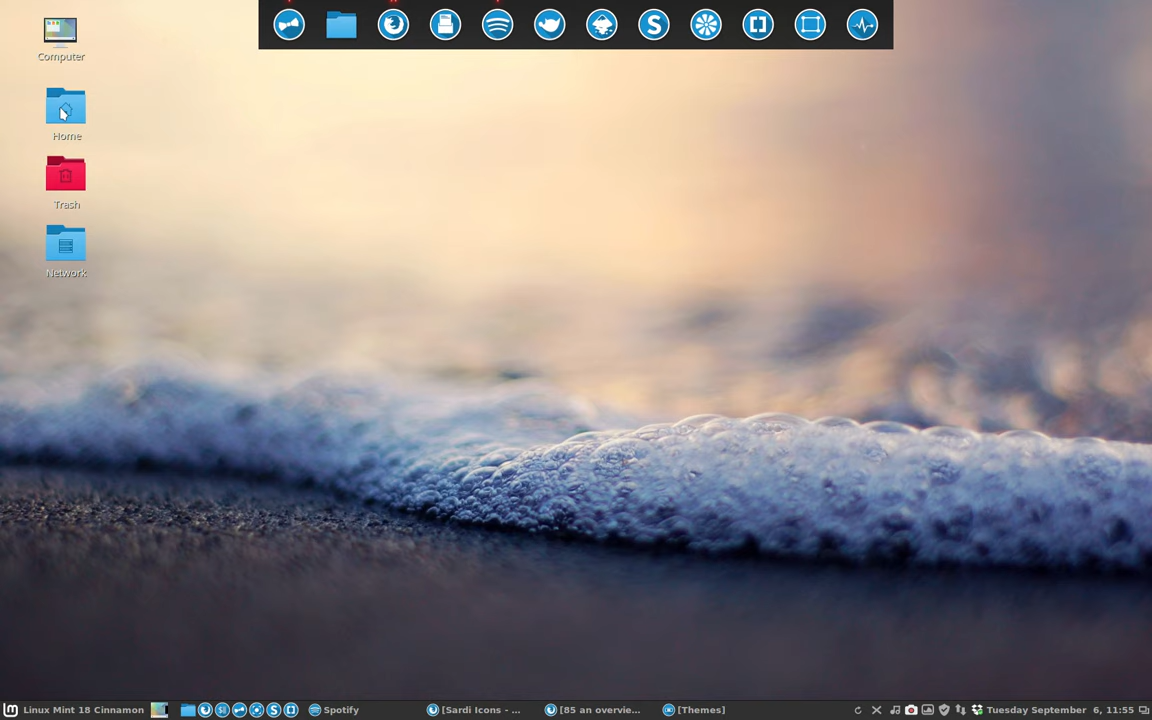 Computer
Home
Trash
Network
Linux Mint 18 Cinnamon
Spotify
[Sardi Icons - ...
[85 an overvie...
[Themes]
Tuesday September 6, 11:55